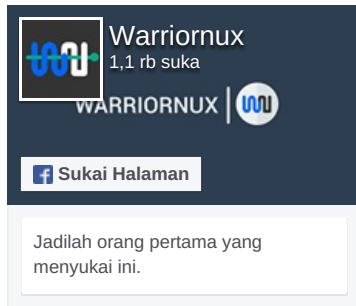 Warriornux
1,1 rb suka
WARRIORNUX
Sukai Halaman
Jadilah orang pertama yang
menyukai ini.